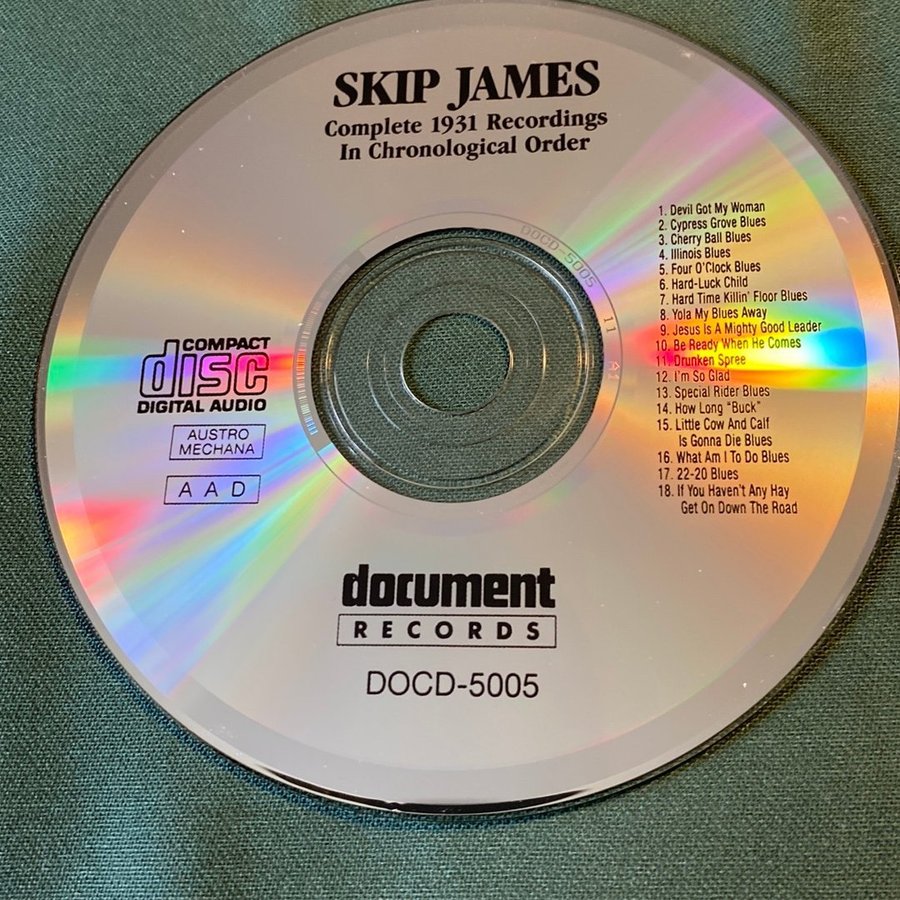 SKIP JAMES
Complete 1931 Recordings
In Chronological Order
DOCD-5005 11 A1
1. Devil Got My Woman
2. Cypress Grove Blues
3. Cherry Ball Blues
4. Illinois Blues
5. Four O'Clock Blues
6. Hard-Luck Child
7. Hard Time Killin' Floor Blues
8. Yola My Blues Away
9. Jesus Is A Mighty Good Leader
10. Be Ready When He Comes
11. Drunken Spree
12. I'm So Glad
13. Special Rider Blues
14. How Long "Buck"
15. Little Cow And Calf
Is Gonna Die Blues
16. What Am I To Do Blues
17. 22-20 Blues
18. If You Haven't Any Hay
Get On Down The Road
COMPACT
disc
DIGITAL AUDIO
AUSTRO
MECHANA
A A D
document
RECORDS
DOCD-5005